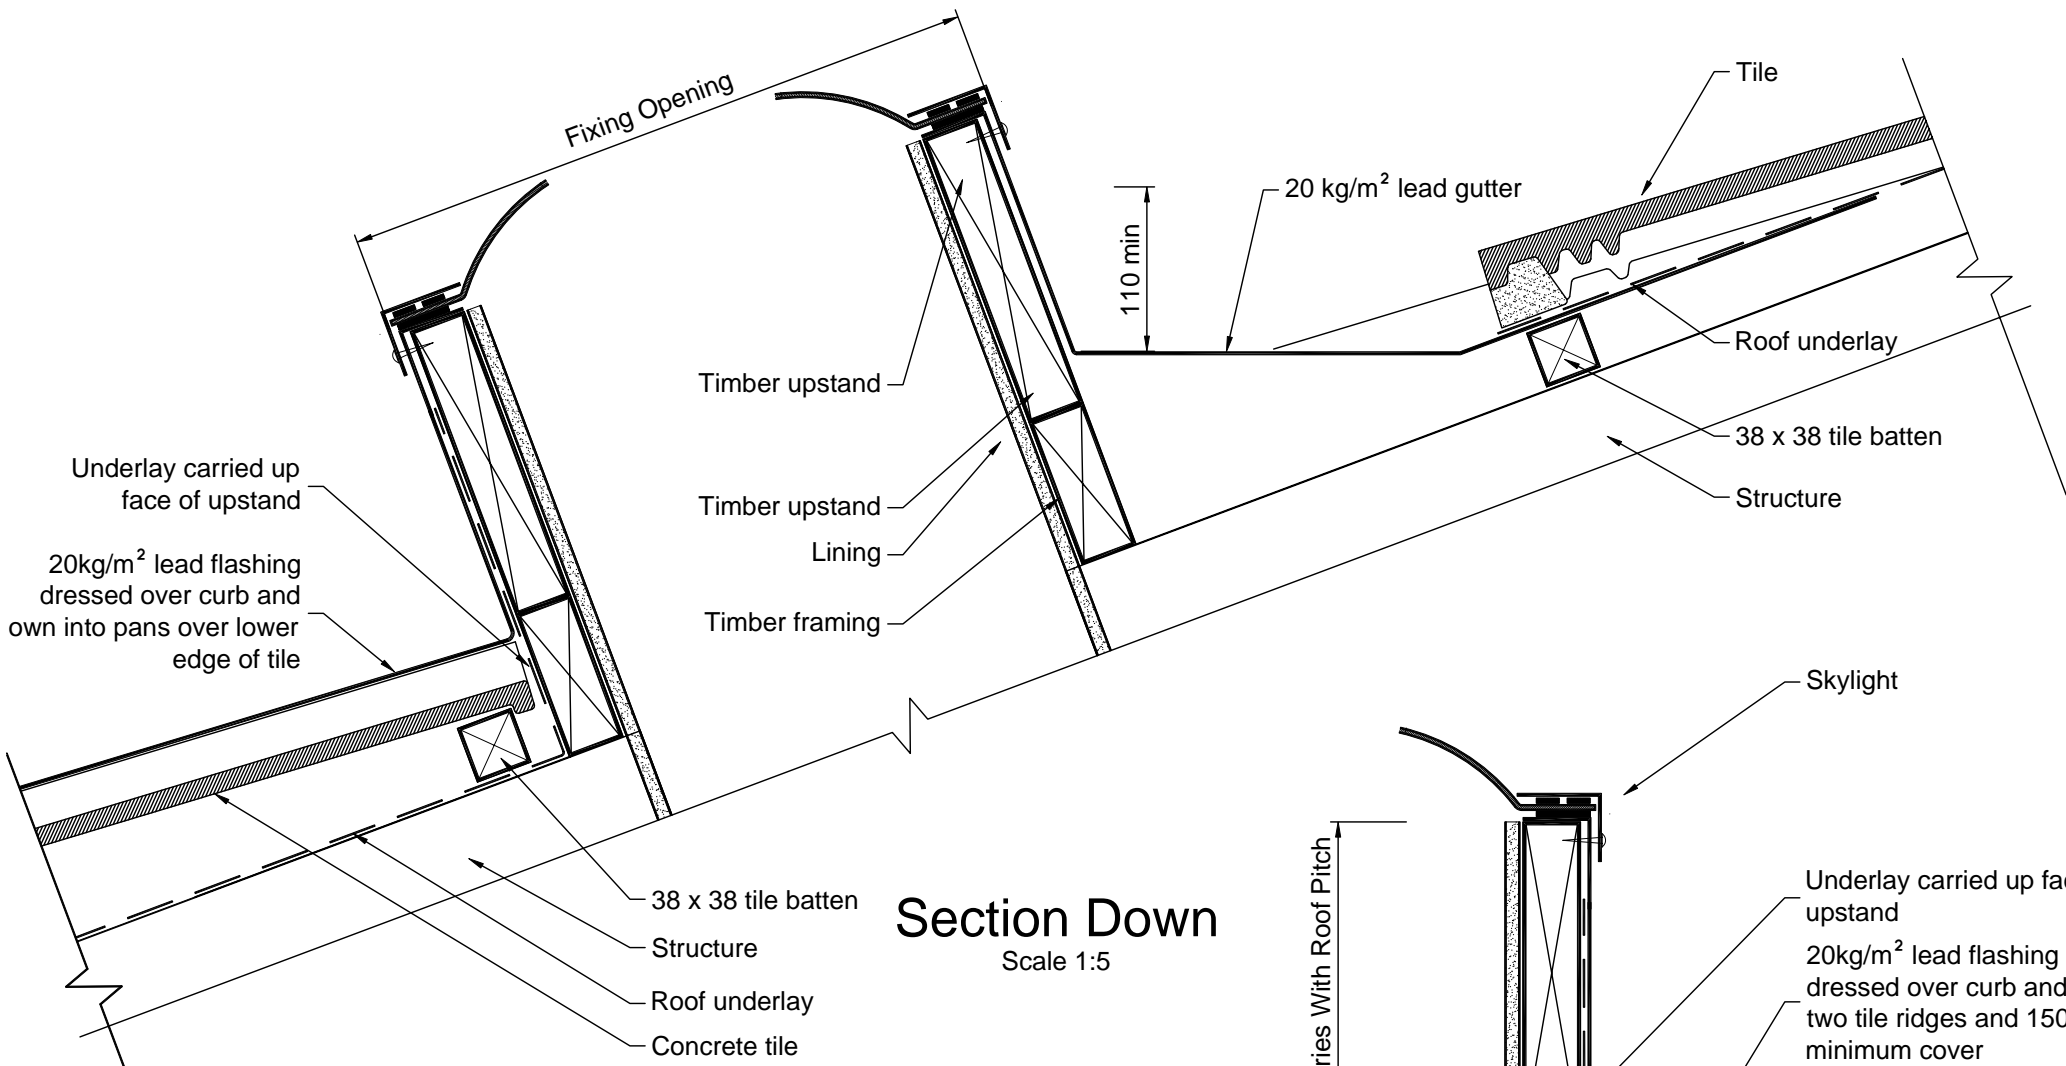 Fixing Opening
Tile
20 kg/m² lead gutter
110 min
Roof underlay
Timber upstand
38 x 38 tile batten
Underlay carried up
face of upstand
Timber upstand
Structure
Lining
20kg/m² lead flashing
dressed over curb and
own into pans over lower
edge of tile
Timber framing
Skylight
38 x 38 tile batten
Structure
Roof underlay
Concrete tile
Section Down
Scale 1:5
ries With Roof Pitch
Underlay carried up fa
upstand
20kg/m² lead flashing
dressed over curb and
two tile ridges and 150
minimum cover